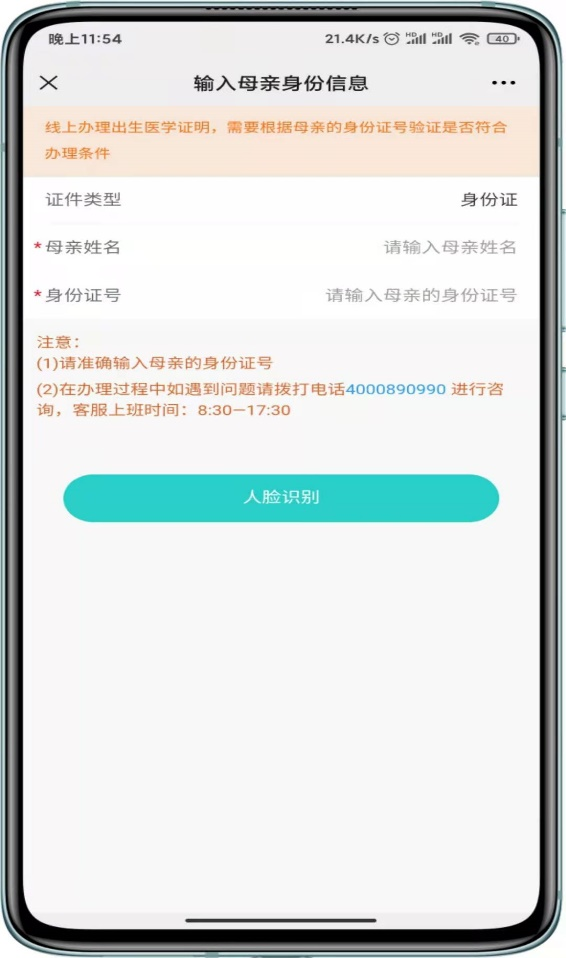 晚上11:54
21.4K/s HD HD 40
输入母亲身份信息
线上办理出生医学证明，需要根据母亲的身份证号验证是否符合
办理条件
证件类型 身份证
*母亲姓名 请输入母亲姓名
*身份证号 请输入母亲的身份证号
注意：
(1)请准确输入母亲的身份证号
(2)在办理过程中如遇到问题请拨打电话4000890990 进行咨
询，客服上班时间：8:30—17:30
人脸识别